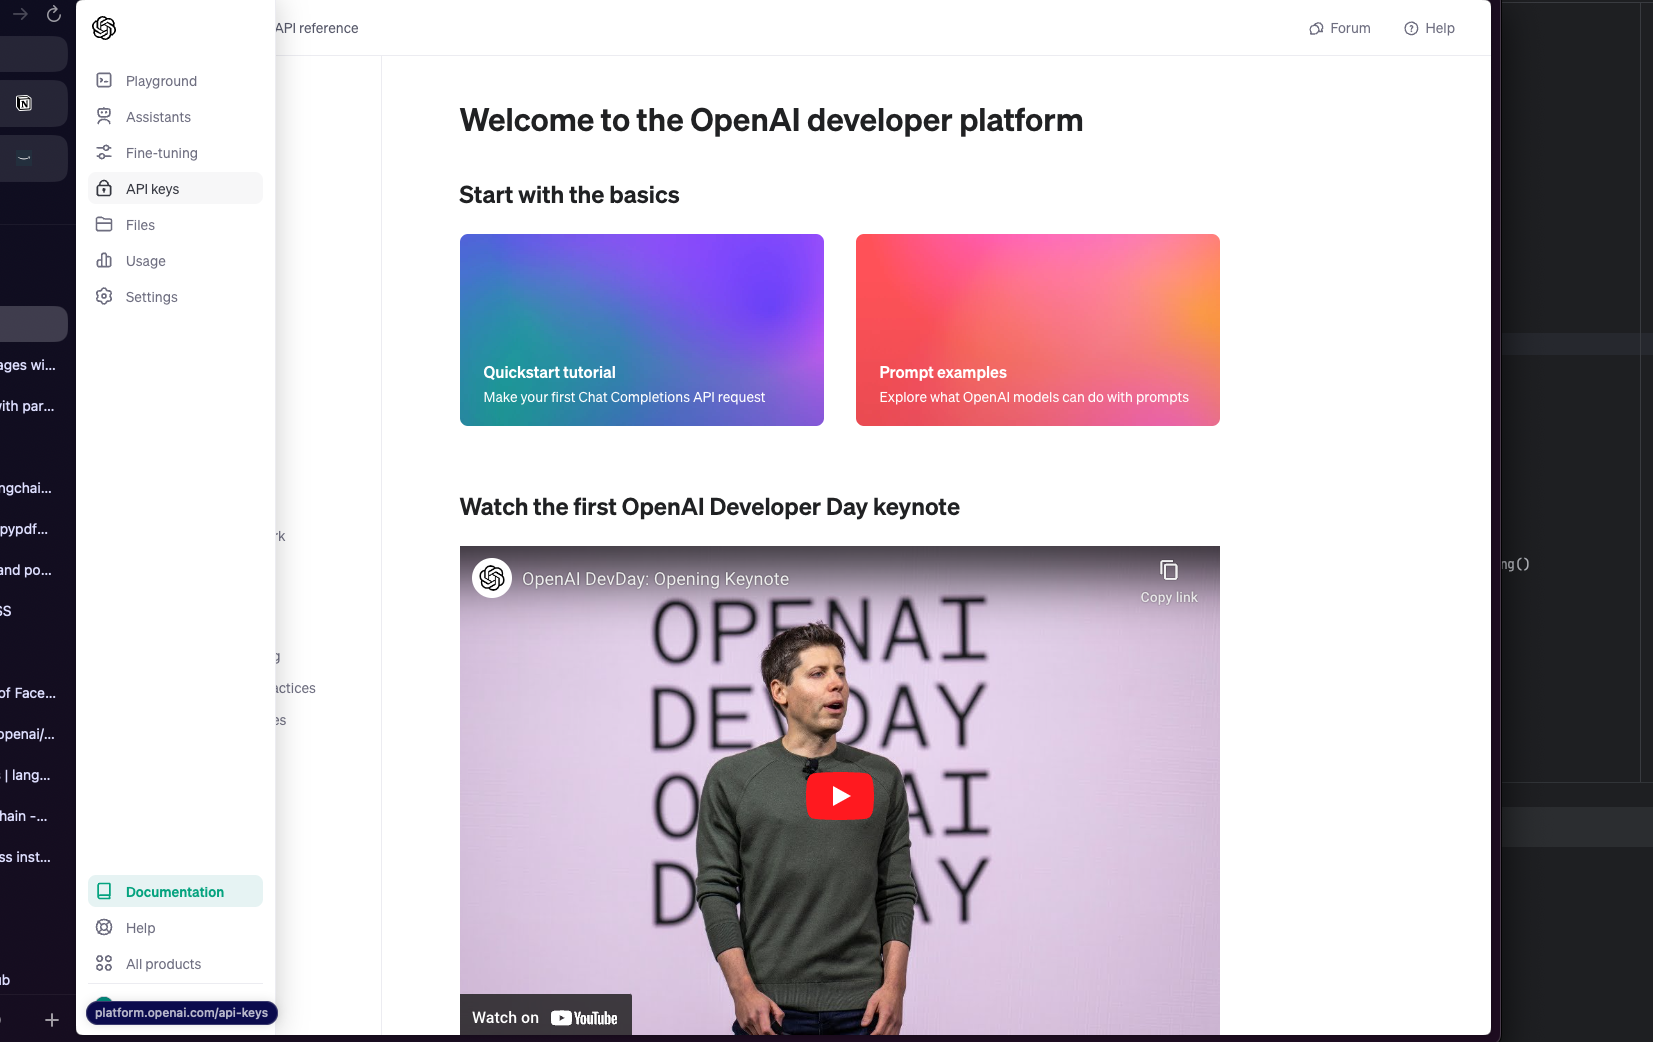 API reference
Forum
Help
Playground
Assistants
Fine-tuning
API keys
Files
Usage
Settings
Welcome to the OpenAI developer platform
Start with the basics
Quickstart tutorial
Make your first Chat Completions API request
Prompt examples
Explore what OpenAI models can do with prompts
Watch the first OpenAI Developer Day keynote
OpenAI DevDay: Opening Keynote
Copy link
OPENAI
DEVDAY
Watch on YouTube
ages wi...
with par...
ngchai...
pypdf...
and po...
SS
of Face...
openai/...
s | lang...
hain -...
ss inst...
ub
rk
g
actices
es
ng()
Documentation
Help
All products
platform.openai.com/api-keys